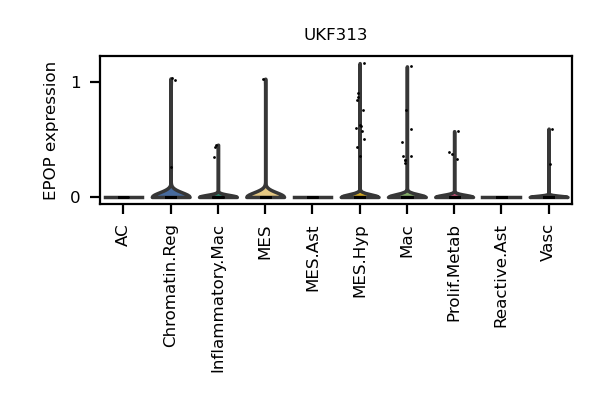 UKF313
EPOP expression
1
0
AC
Chromatin.Reg
Inflammatory.Mac
MES
MES.Ast
MES.Hyp
Mac
Prolif.Metab
Reactive.Ast
Vasc